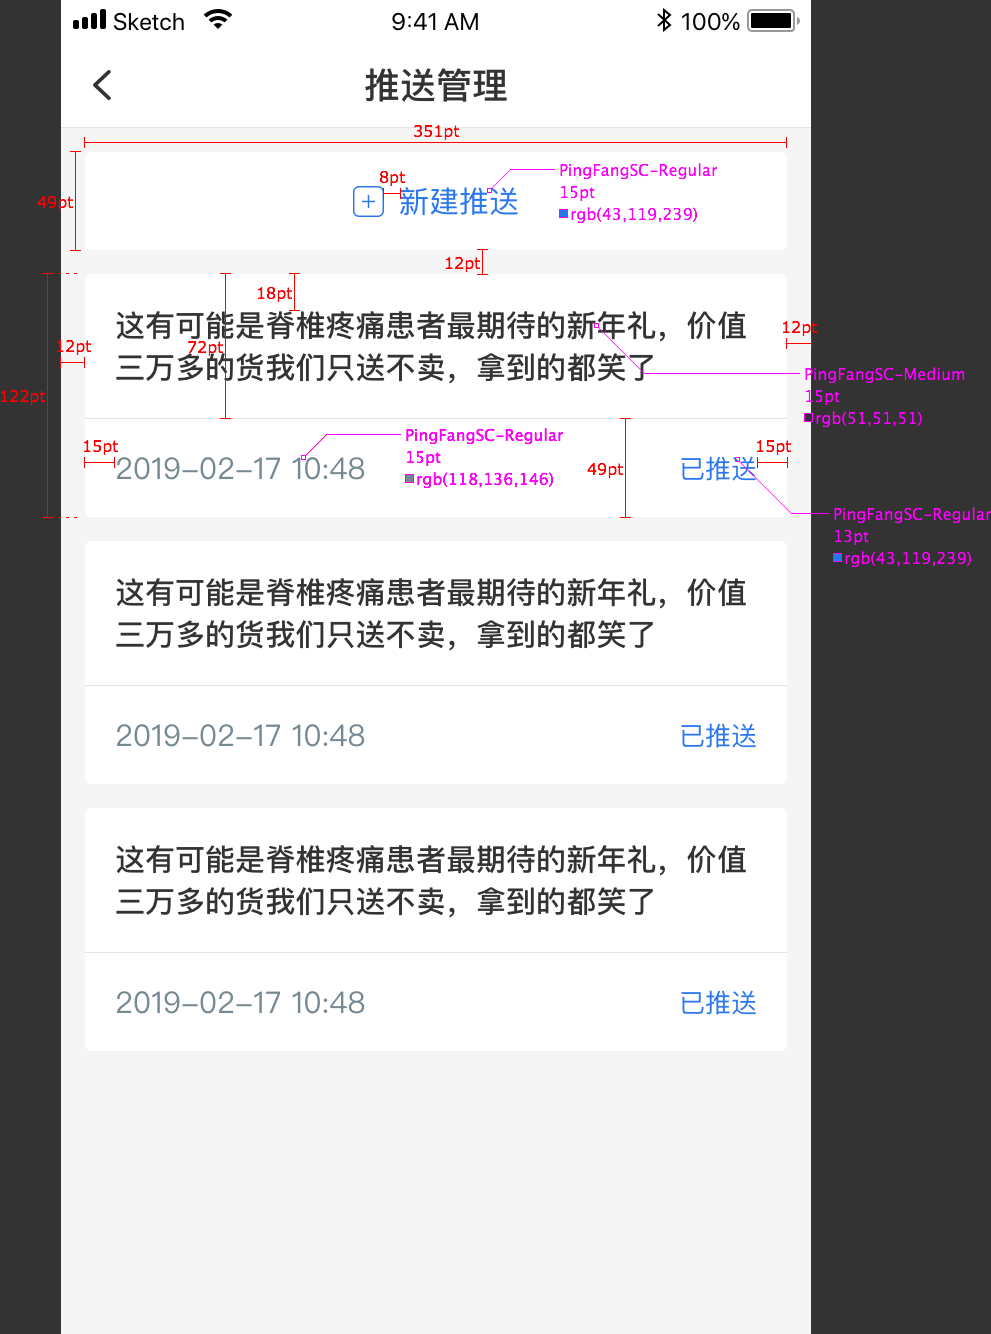 Sketch 9:41 AM 100%
推送管理
351pt
8pt
PingFangSC-Regular
15pt
rgb(43,119,239)
49pt
新建推送
12pt
18pt
这有可能是脊椎疼痛患者最期待的新年礼，价值
12pt
12pt
72pt
三万多的货我们只送不卖，拿到的都笑了
PingFangSC-Medium
15pt
rgb(51,51,51)
122pt
PingFangSC-Regular
15pt
rgb(118,136,146)
15pt
15pt
2019-02-17 10:48
49pt
已推送
PingFangSC-Regular
13pt
rgb(43,119,239)
这有可能是脊椎疼痛患者最期待的新年礼，价值
三万多的货我们只送不卖，拿到的都笑了
2019-02-17 10:48 已推送
这有可能是脊椎疼痛患者最期待的新年礼，价值
三万多的货我们只送不卖，拿到的都笑了
2019-02-17 10:48 已推送